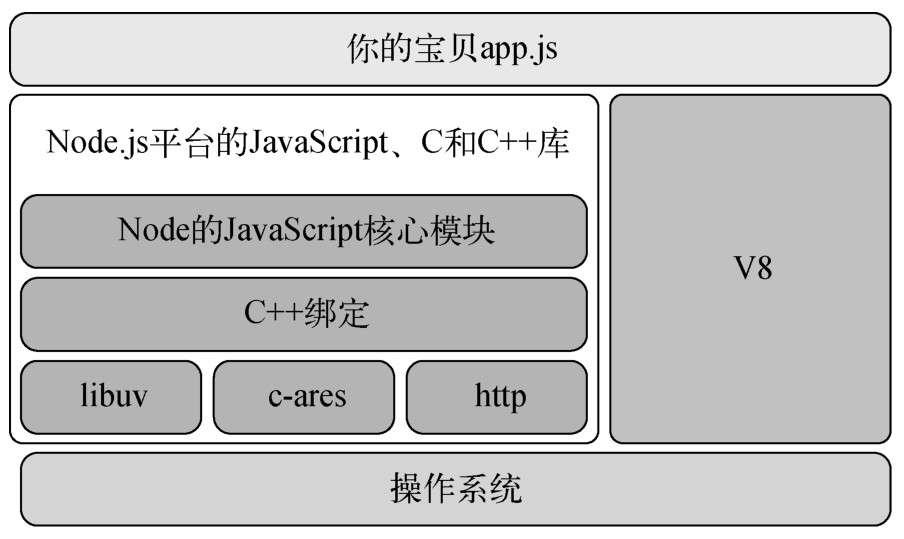 你的宝贝app.js
Node.js平台的JavaScript、C和C++库
Node的JavaScript核心模块
C++绑定
libuv
c-ares
http
V8
操作系统